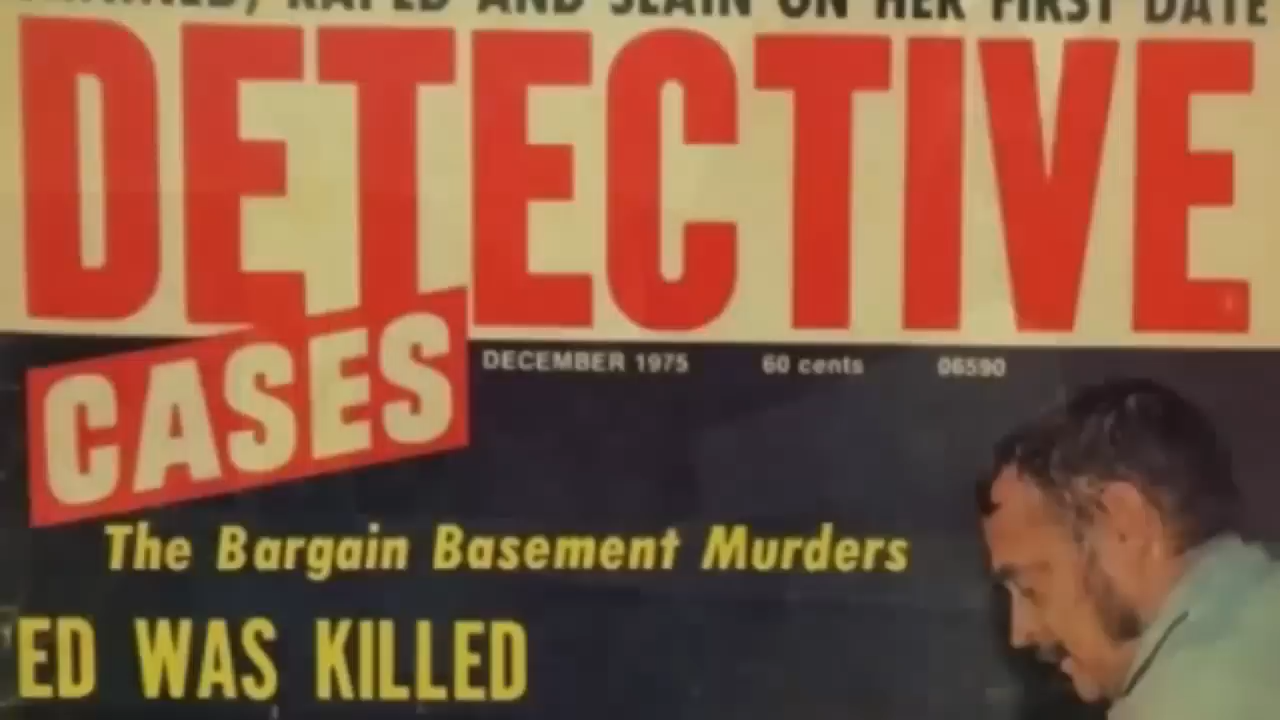 RAPED AND SLAIN ON HER FIRST DATE
DETECTIVE
CASES
DECEMBER 1975 60 cents 06590
The Bargain Basement Murders
ED WAS KILLED